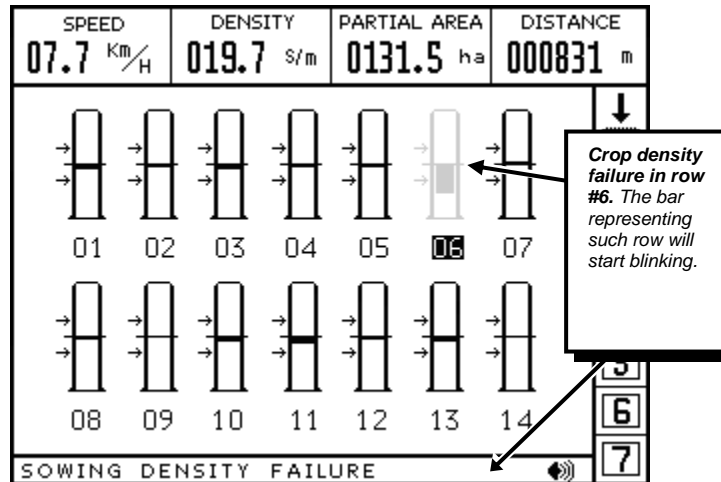 SPEED DENSITY PARTIAL AREA DISTANCE
07.7 Km/H 019.7 S/m 0131.5 ha 000831 m
Crop density
failure in row
#6. The bar
representing
such row will
start blinking.
01 02 03 04 05 06 07
08 09 10 11 12 13 14
5
6
7
SOWING DENSITY FAILURE